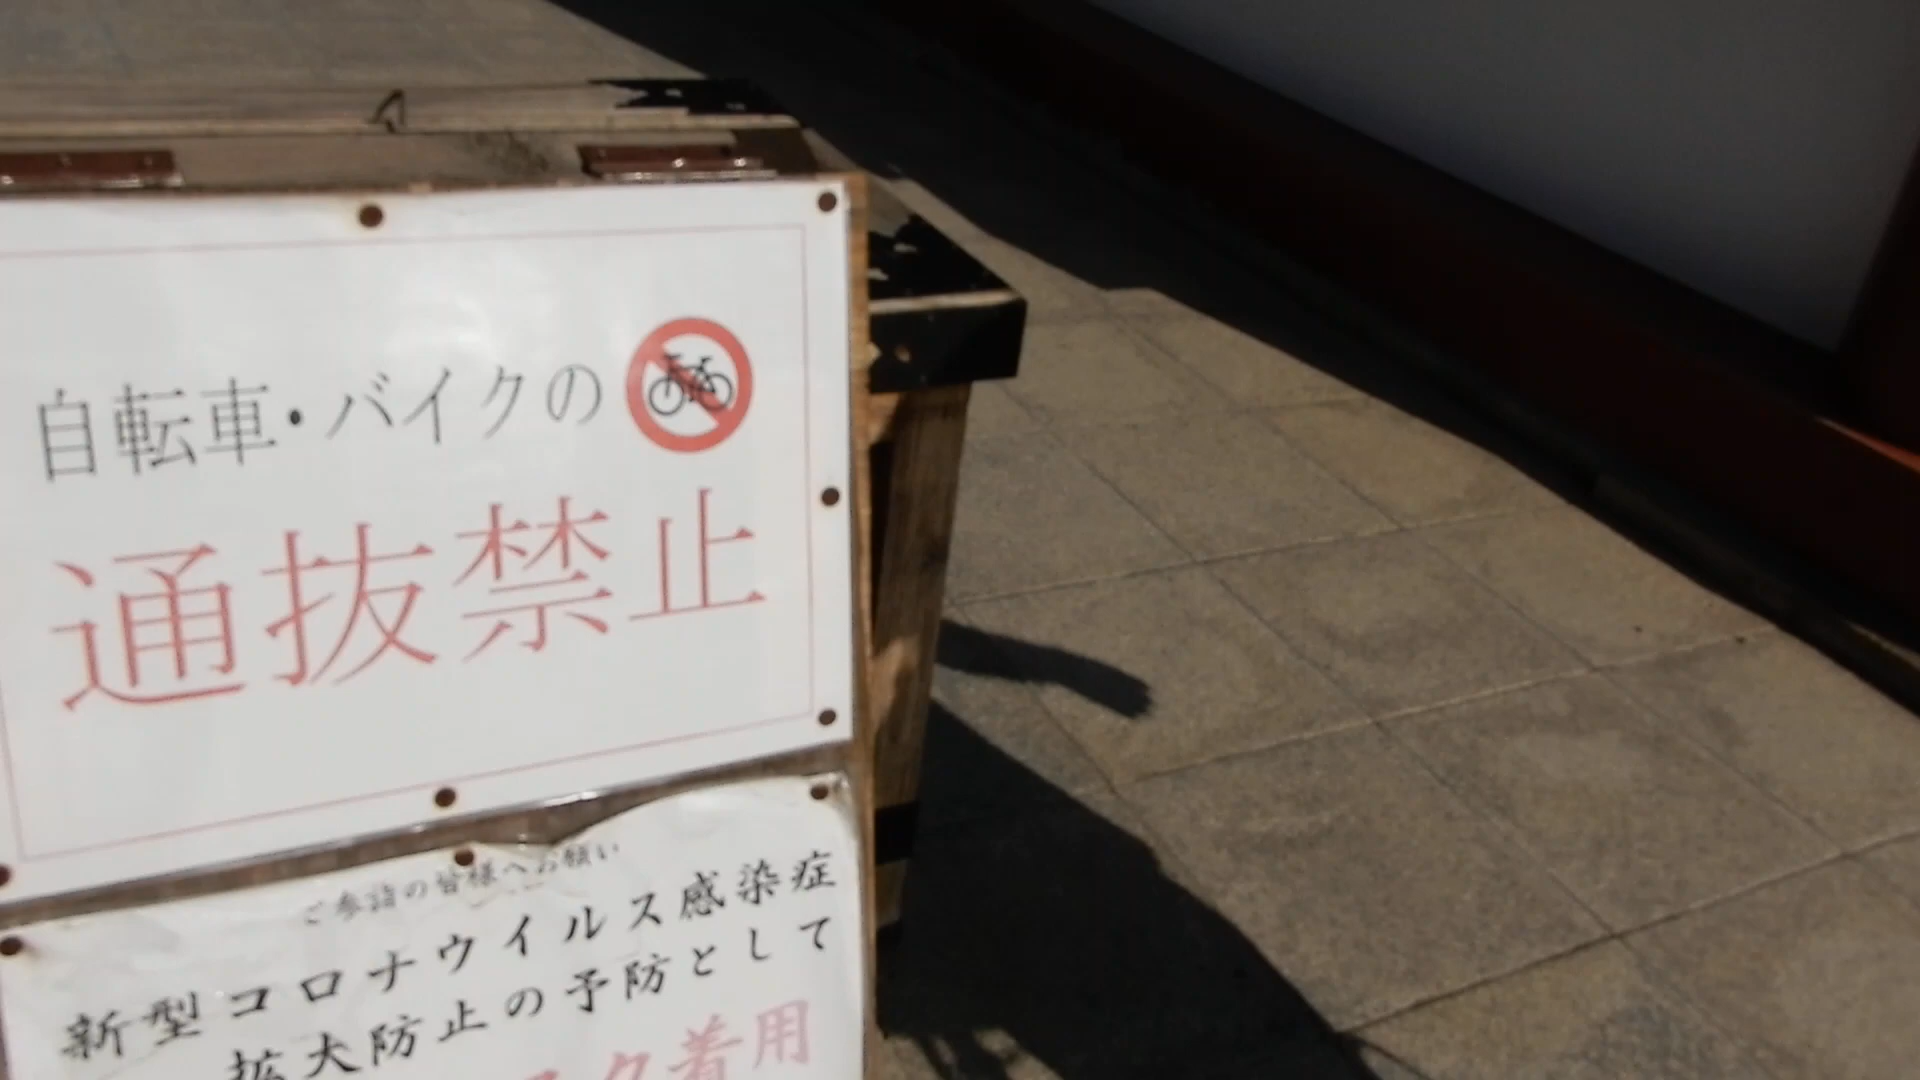 自転車・バイクの
通抜禁止
ご参詣の皆様へお願い
新型コロナウイルス感染症
拡大防止の予防として
着用